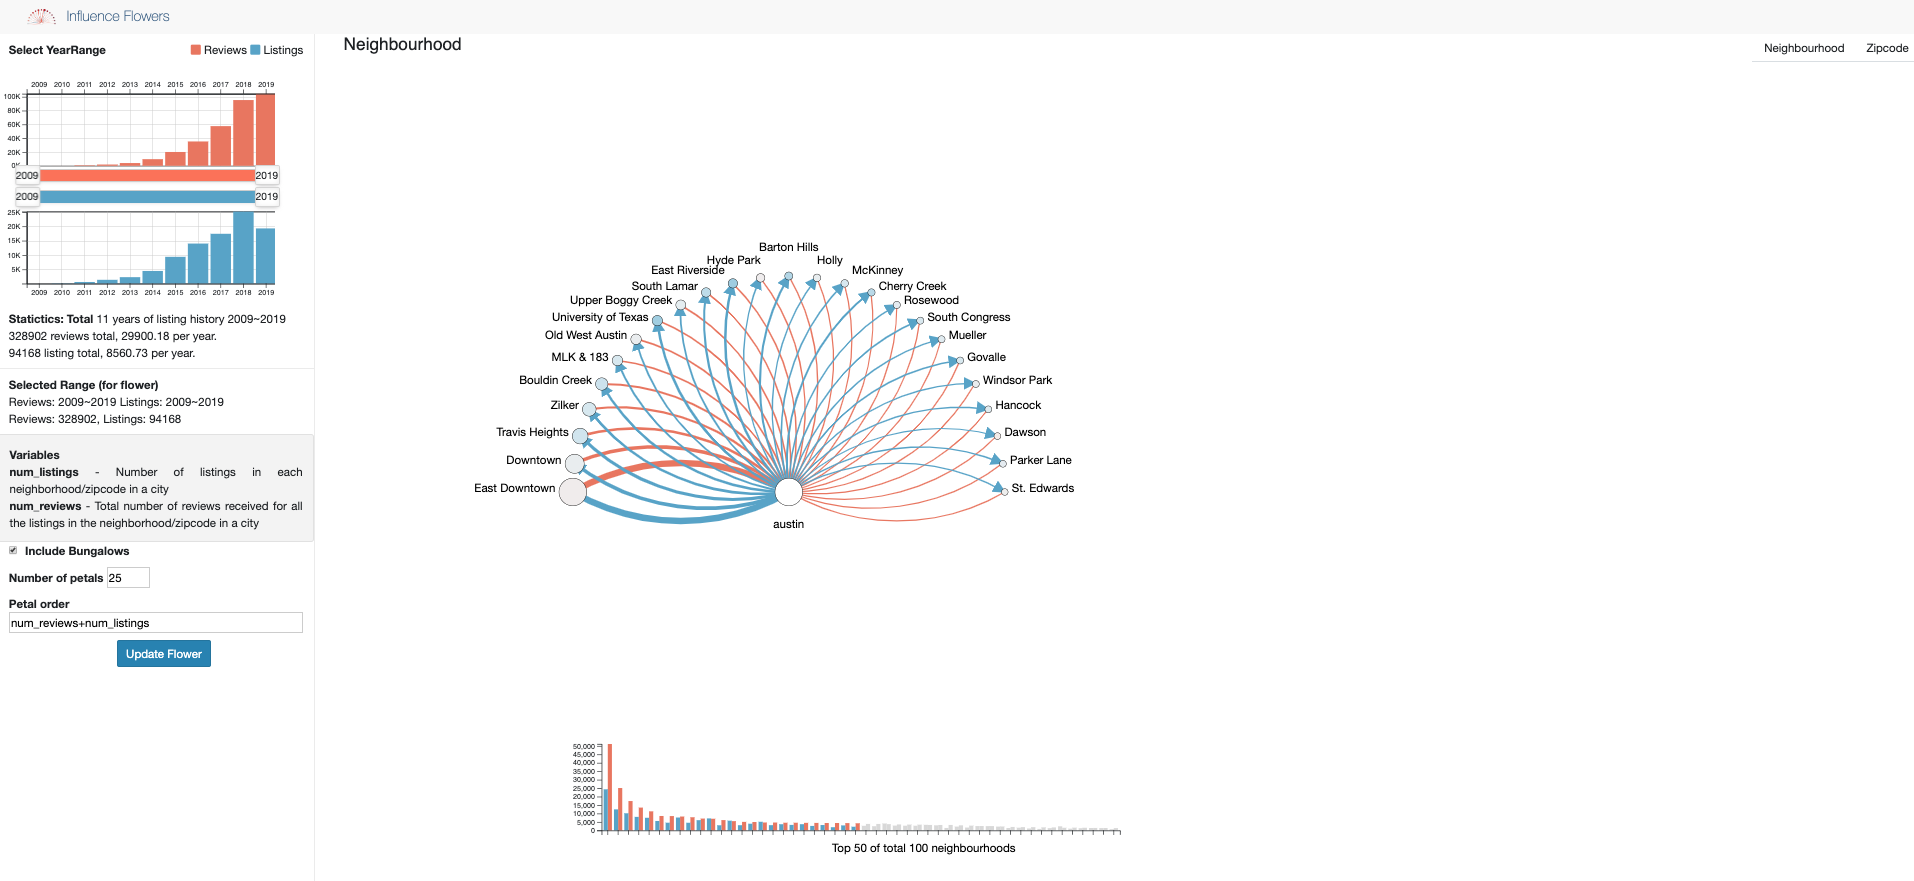 Influence Flowers
Select YearRange
Reviews Listings
2009 2010 2011 2012 2013 2014 2015 2016 2017 2018 2019
100K
80K
60K
40K
20K
0K
2009 2019
2009 2019
25K
20K
15K
10K
5K
2009 2010 2011 2012 2013 2014 2015 2016 2017 2018 2019
Statictics: Total 11 years of listing history 2009~2019
328902 reviews total, 29900.18 per year.
94168 listing total, 8560.73 per year.
Selected Range (for flower)
Reviews: 2009~2019 Listings: 2009~2019
Reviews: 328902, Listings: 94168
Variables
num_listings - Number of listings in each
neighborhood/zipcode in a city
num_reviews - Total number of reviews received for all
the listings in the neighborhood/zipcode in a city
Include Bungalows
Number of petals 25
Petal order
num_reviews+num_listings
Update Flower
Neighbourhood
Neighbourhood Zipcode
Barton Hills
Hyde Park
Holly
East Riverside
McKinney
South Lamar
Cherry Creek
Upper Boggy Creek
Rosewood
University of Texas
South Congress
Old West Austin
Mueller
MLK & 183
Govalle
Bouldin Creek
Windsor Park
Zilker
Hancock
Travis Heights
Dawson
Downtown
Parker Lane
East Downtown
St. Edwards
austin
50,000
45,000
40,000
35,000
30,000
25,000
20,000
15,000
10,000
5,000
0
Top 50 of total 100 neighbourhoods